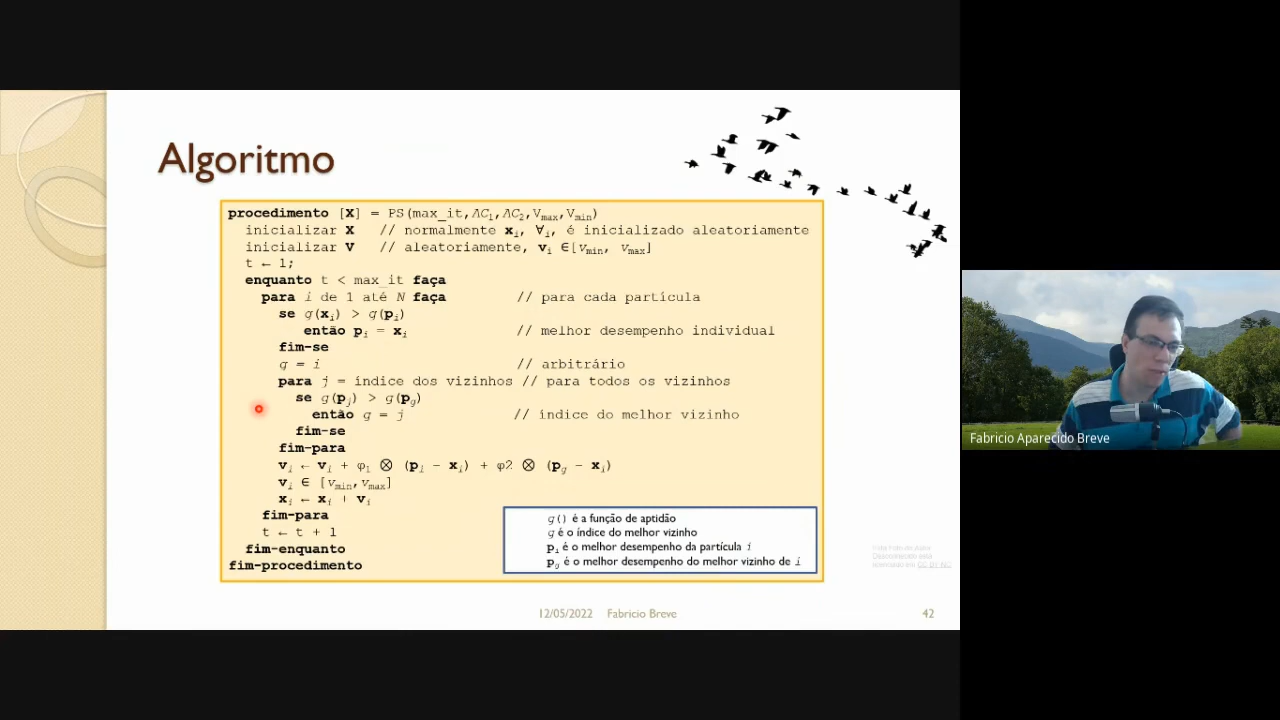 Algoritmo
procedimento [X] = PS(max_it,AC1,AC2,Vmax,Vmin)
inicializar X // normalmente xi, ∀i, é inicializado aleatoriamente
inicializar V // aleatoriamente, vi ∈[vmin, vmax]
t ← 1;
enquanto t < max_it faça
para i de 1 até N faça // para cada partícula
se g(xi) > g(pi)
então pi = xi // melhor desempenho individual
fim-se
g = i // arbitrário
para j = índice dos vizinhos // para todos os vizinhos
se g(pj) > g(pg)
então g = j // índice do melhor vizinho
fim-se
fim-para
vi ← vi + φ1 ⊗ (pi - xi) + φ2 ⊗ (pg - xi)
vi ∈ [vmin,vmax]
xi ← xi + vi
fim-para
t ← t + 1
fim-enquanto
fim-procedimento
g() é a função de aptidão
g é o índice do melhor vizinho
pi é o melhor desempenho da partícula i
pg é o melhor desempenho do melhor vizinho de i
12/05/2022 Fabricio Breve 42
Fabricio Aparecido Breve